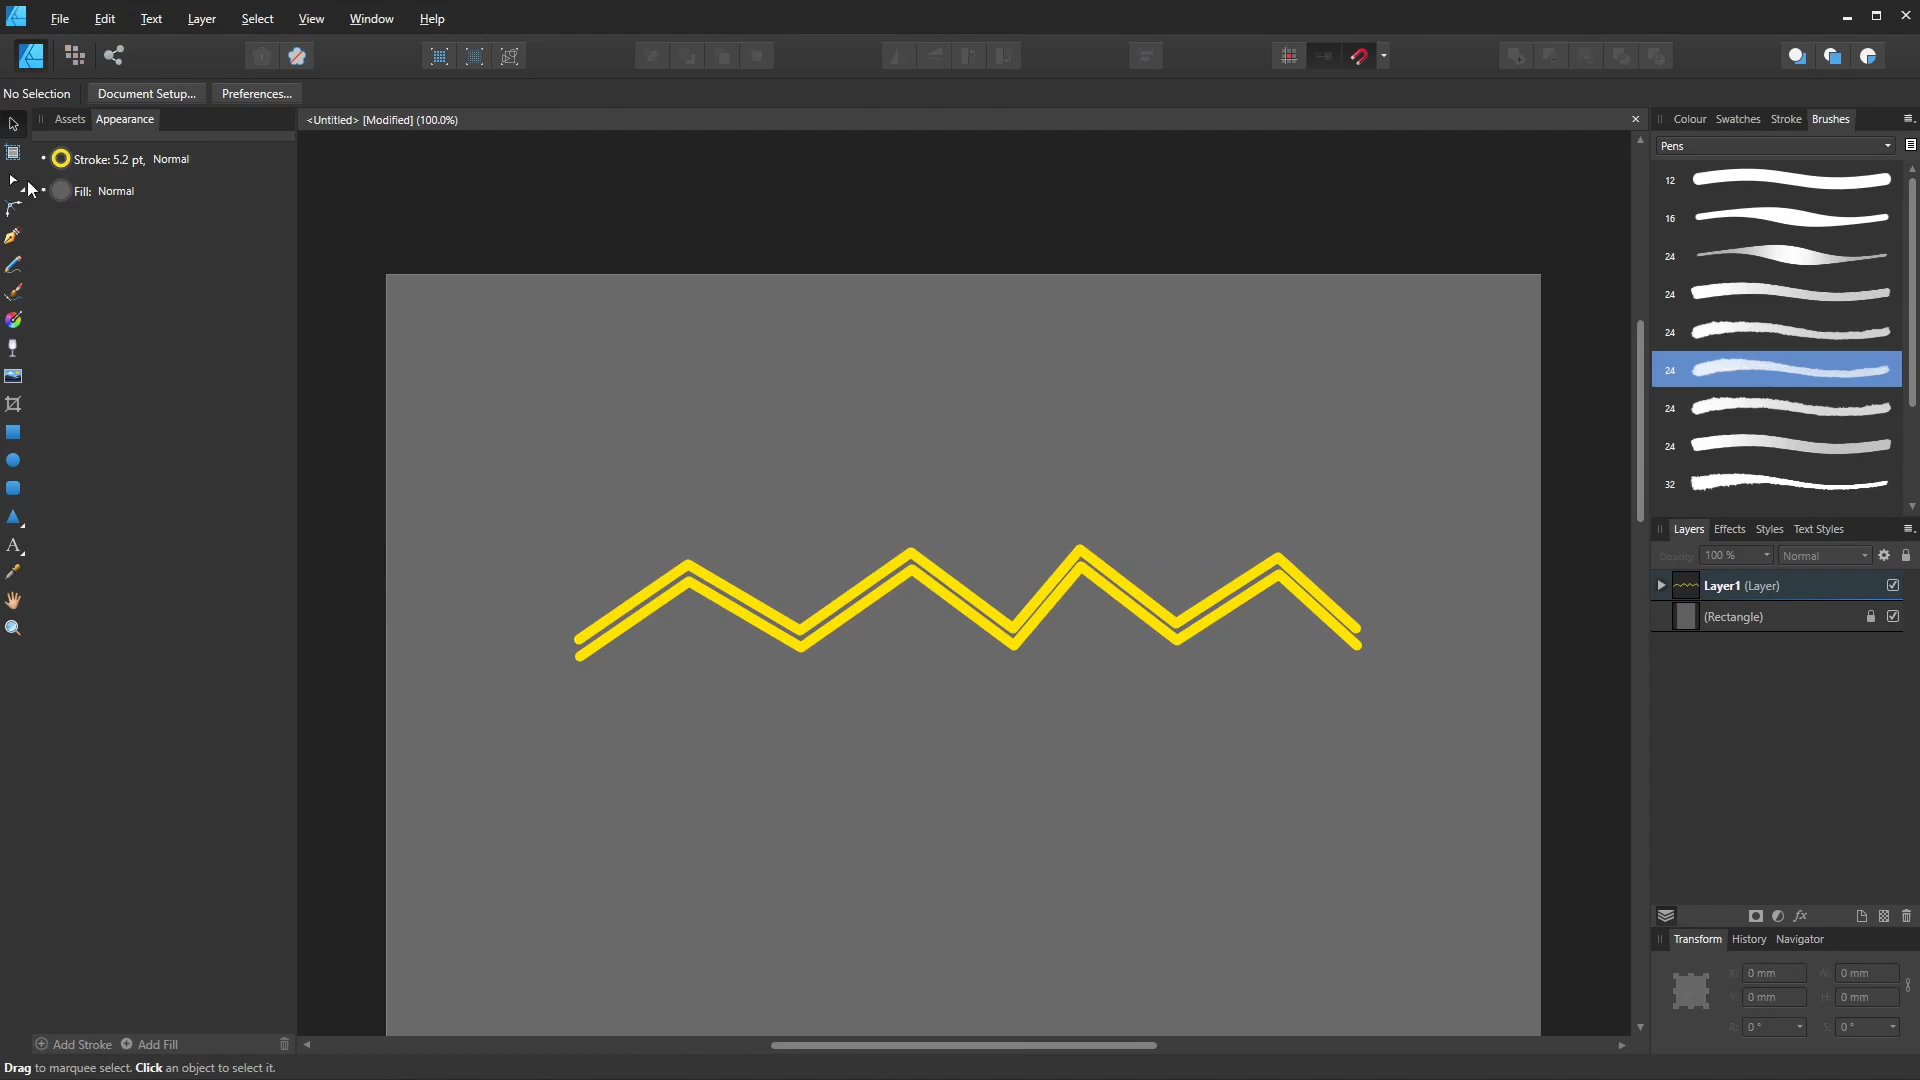 File Edit Text Layer Select View Window Help
No Selection Document Setup... Preferences...
Assets Appearance
<Untitled> [Modified] (100.0%)
Colour Swatches Stroke Brushes
Pens
Stroke: 5.2 pt, Normal
Fill: Normal
12
16
24
24
24
24
24
24
32
Layers Effects Styles Text Styles
Opacity: 100 % Normal
Layer1 (Layer)
(Rectangle)
Transform History Navigator
X: 0 mm W: 0 mm
Y: 0 mm H: 0 mm
R: 0 ° S: 0 °
Add Stroke Add Fill
Drag to marquee select. Click an object to select it.